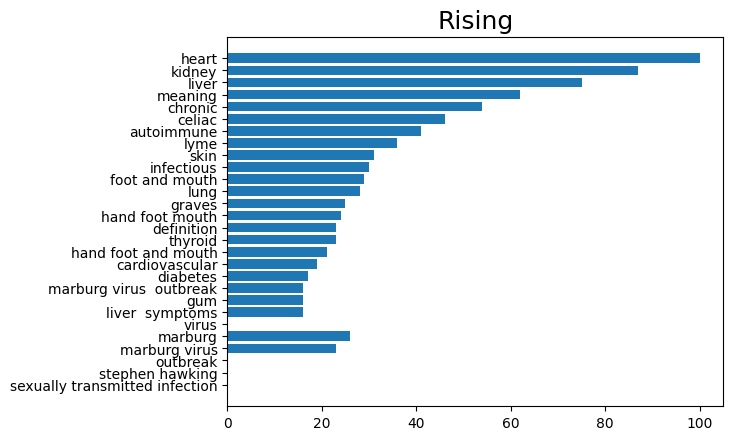 Rising
heart
kidney
liver
meaning
chronic
celiac
autoimmune
lyme
skin
infectious
foot and mouth
lung
graves
hand foot mouth
definition
thyroid
hand foot and mouth
cardiovascular
diabetes
marburg virus  outbreak
gum
liver  symptoms
virus
marburg
marburg virus
outbreak
stephen hawking
sexually transmitted infection
0 20 40 60 80 100